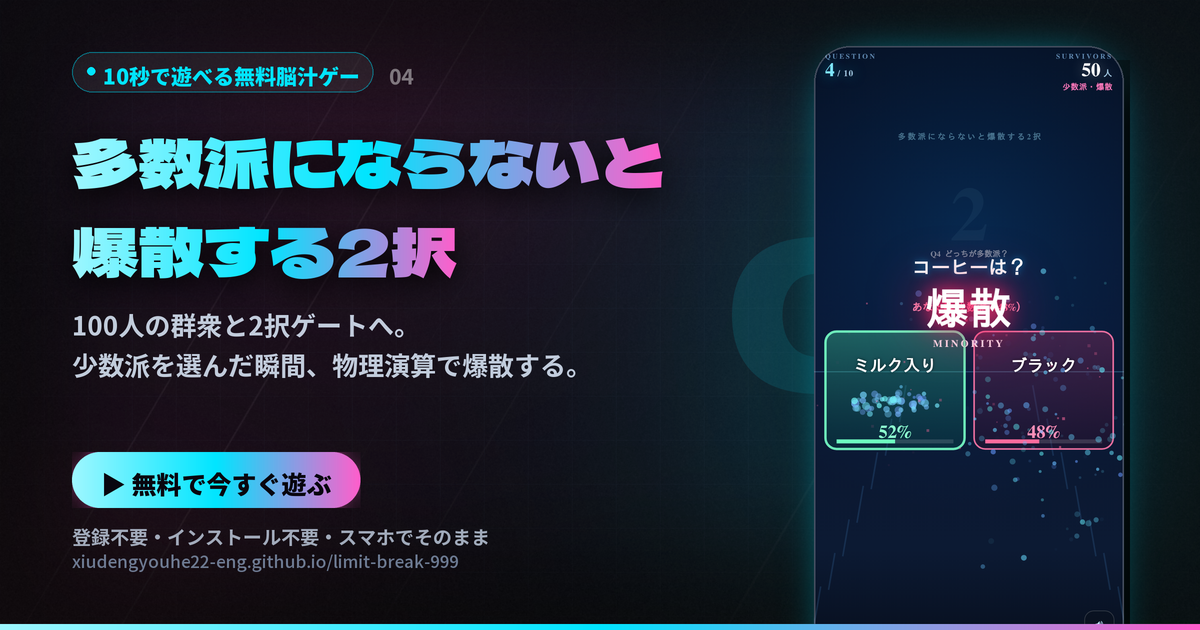 10秒で遊べる無料脳汁ゲー 04
多数派にならないと
爆散する2択
100人の群衆と2択ゲートへ。
少数派を選んだ瞬間、物理演算で爆散する。
▶ 無料で今すぐ遊ぶ
登録不要・インストール不要・スマホでそのまま
xiudengyouhe22-eng.github.io/limit-break-999
QUESTION
4 / 10
SURVIVORS
50 人
少数派・爆散
多数派にならないと爆散する2択
2
Q4 どっちが多数派？
コーヒーは？
爆散
MINORITY
ミルク入り
52%
ブラック
48%